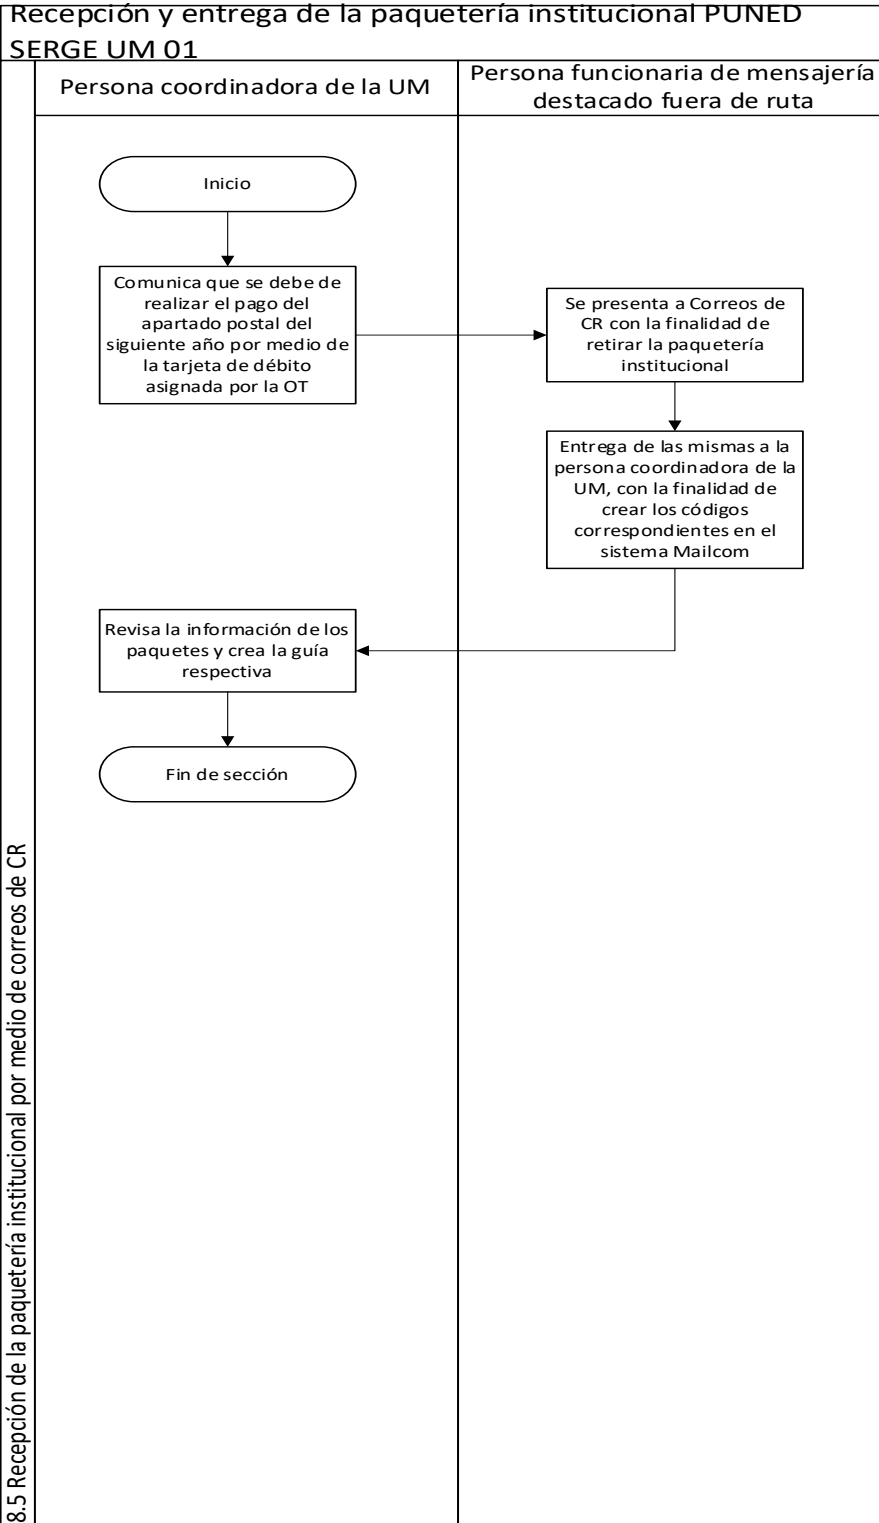 Recepción y entrega de la paquetería institucional PUNED
SERGE UM 01
Persona coordinadora de la UM
Persona funcionaria de mensajería
destacado fuera de ruta
Inicio
Comunica que se debe de
realizar el pago del
apartado postal del
siguiente año por medio de
la tarjeta de débito
asignada por la OT
Se presenta a Correos de
CR con la finalidad de
retirar la paquetería
institucional
Entrega de las mismas a la
persona coordinadora de la
UM, con la finalidad de
crear los códigos
correspondientes en el
sistema Mailcom
Revisa la información de los
paquetes y crea la guía
respectiva
Fin de sección
8.5 Recepción de la paquetería institucional por medio de correos de CR